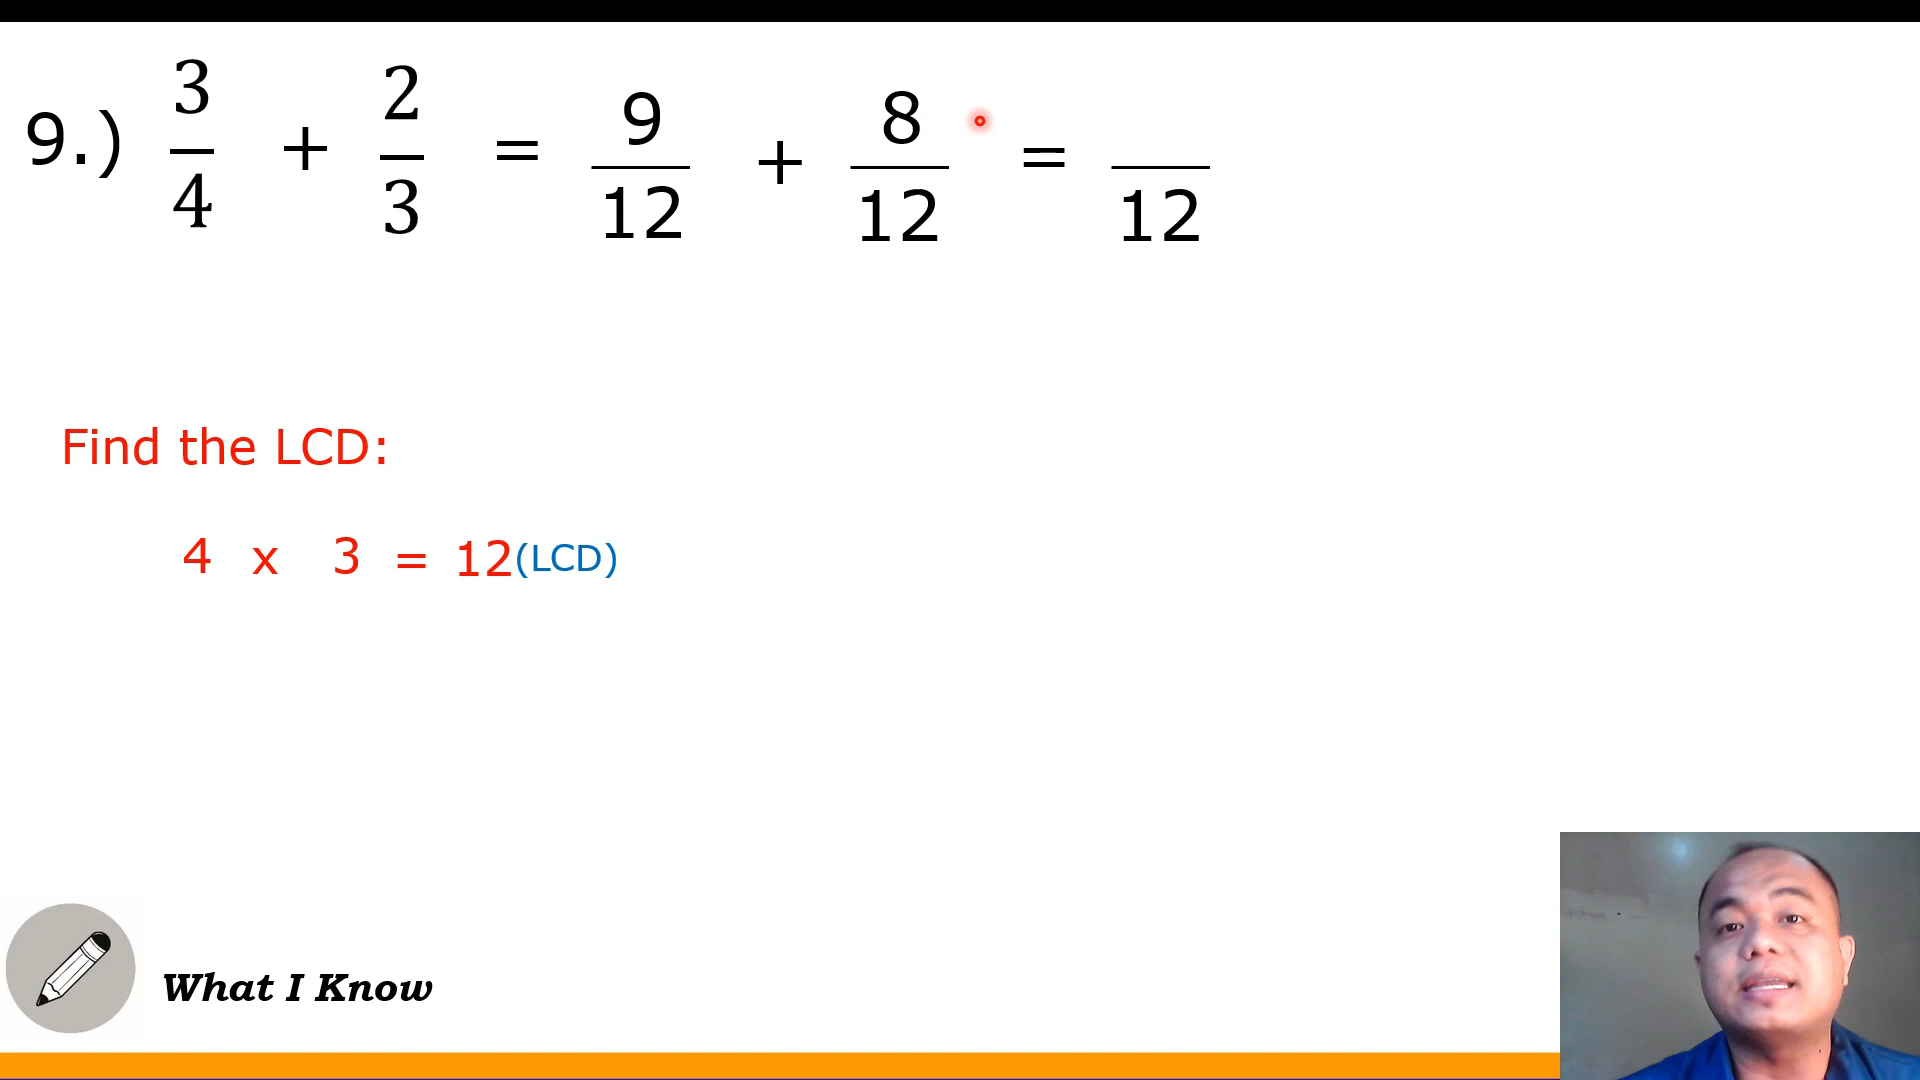 9.) 3/4 + 2/3 = 9/12 + 8/12 = /12
Find the LCD:
4 x 3 = 12(LCD)
What I Know